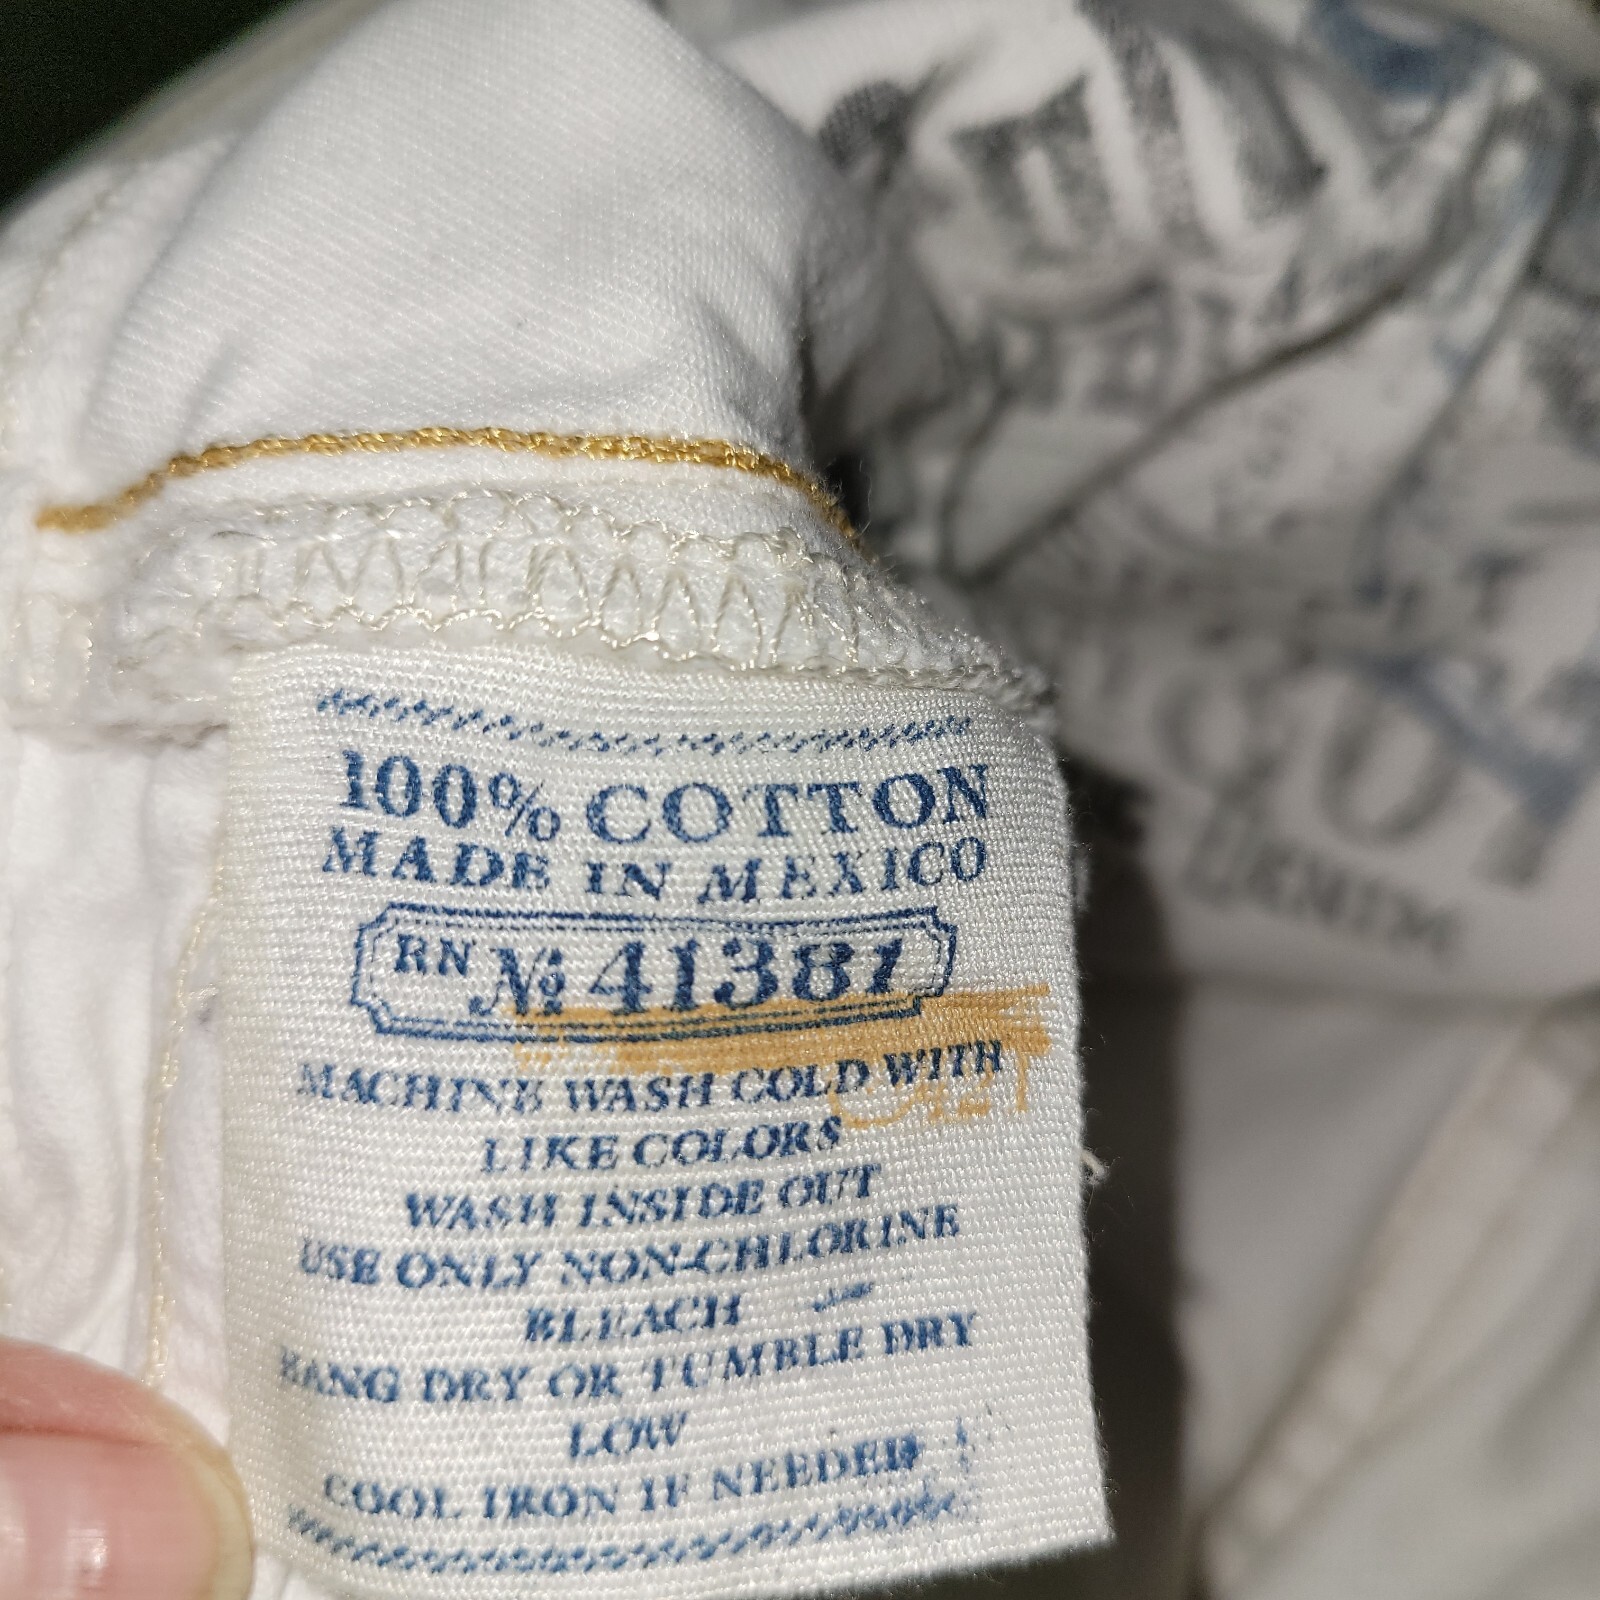 100% COTTON
MADE IN MEXICO
RN № 41381
MACHINE WASH COLD WITH
LIKE COLORS
WASH INSIDE OUT
USE ONLY NON-CHLORINE
BLEACH
HANG DRY OR TUMBLE DRY
LOW
COOL IRON IF NEEDED